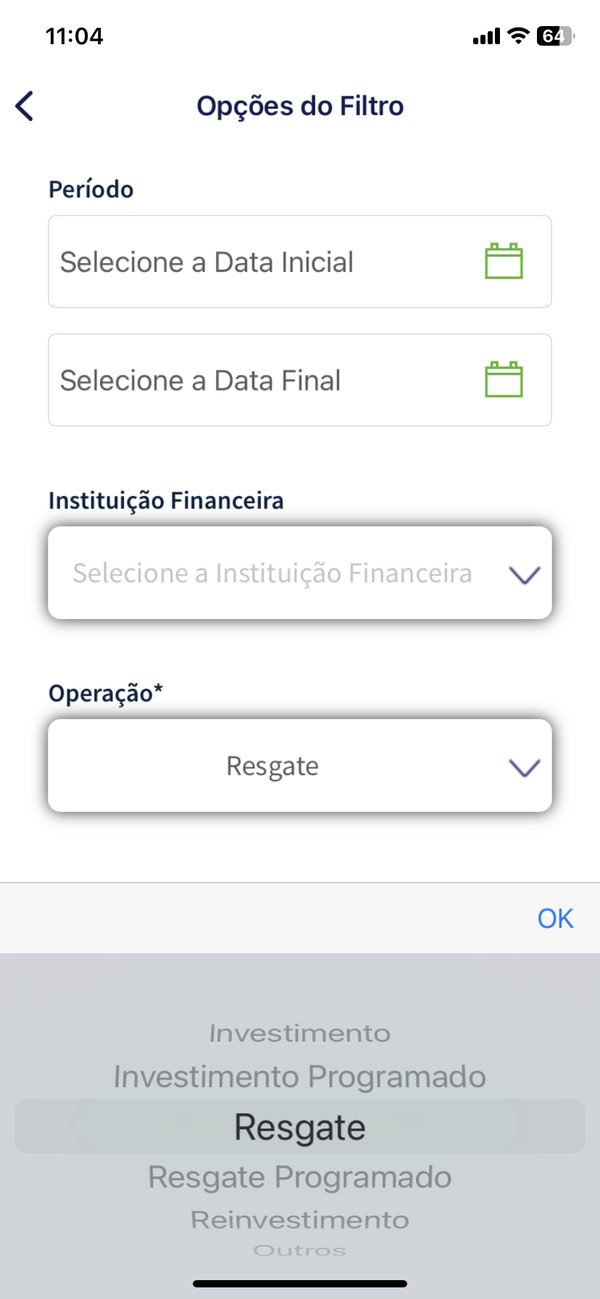 11:04
64
Opções do Filtro
Período
Selecione a Data Inicial
Selecione a Data Final
Instituição Financeira
Selecione a Instituição Financeira
Operação*
Resgate
OK
Investimento
Investimento Programado
Resgate
Resgate Programado
Reinvestimento
Outros